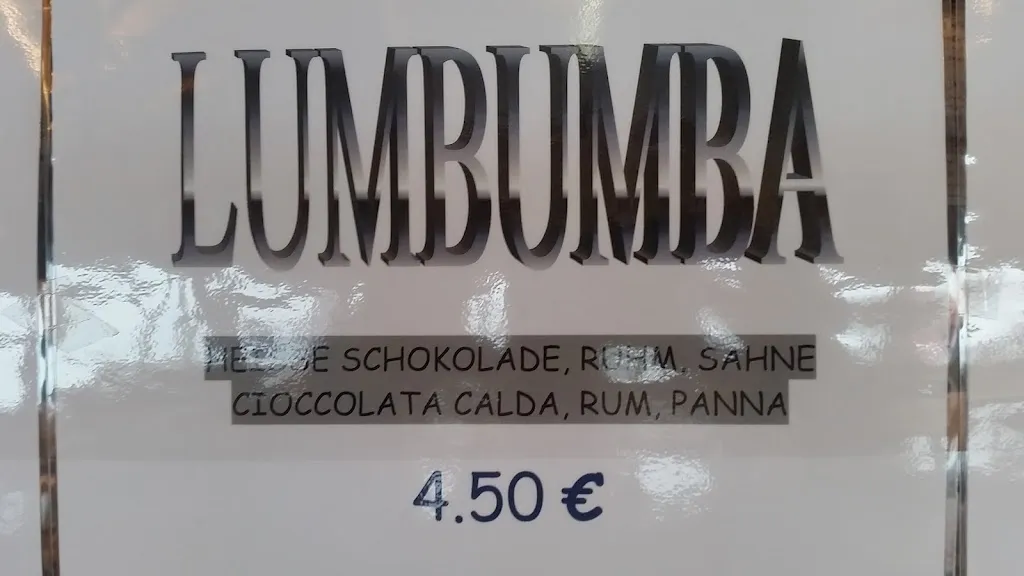 LUMBUMBA
SCHOKOLADE, RUHM, SAHNE
CIOCCOLATA CALDA, RUM, PANNA
4.50 €